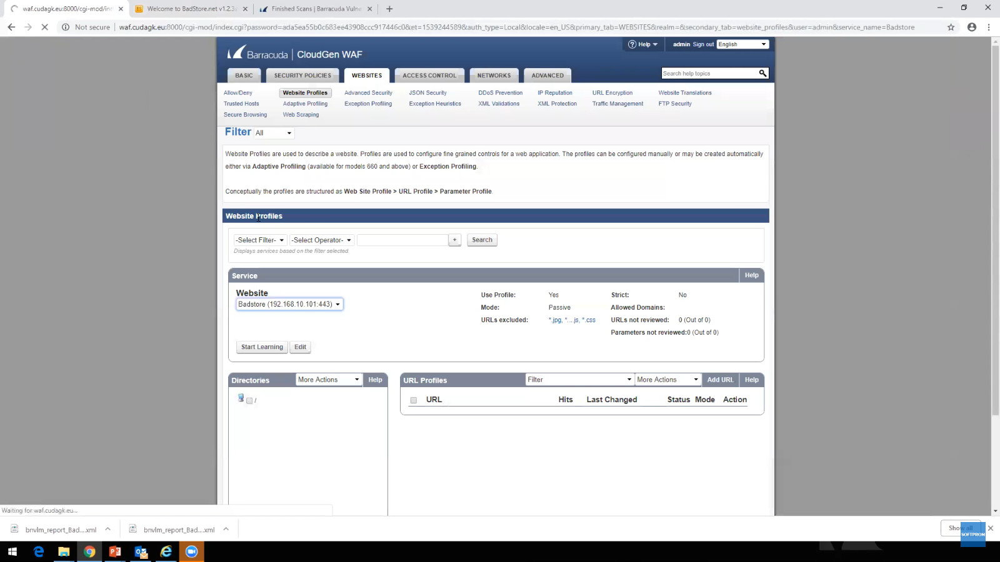 waf.cudagk.eu:8000/cgi-mod/in
Welcome to BadStore.net v1.2.3
Finished Scans | Barracuda Vulne
Not secure
waf.cudagk.eu:8000/cgi-mod/index.cgi?password=ada5ea55b0c683ee43908ccc917446c0&et=1539244589&auth_type=Local&locale=en_US&primary_tab=WEBSITES&realm=&secondary_tab=website_profiles&user=admin&service_name=Badstore
Barracuda | CloudGen WAF
Help
admin Sign out English
BASIC SECURITY POLICIES WEBSITES ACCESS CONTROL NETWORKS ADVANCED
Search help topics
Allow/Deny Website Profiles Advanced Security JSON Security DDoS Prevention IP Reputation URL Encryption Website Translations
Trusted Hosts Adaptive Profiling Exception Profiling Exception Heuristics XML Validations XML Protection Traffic Management FTP Security
Secure Browsing Web Scraping
Filter All
Website Profiles are used to describe a website. Profiles are used to configure fine grained controls for a web application. The profiles can be configured manually or may be created automatically
either via Adaptive Profiling (available for models 660 and above) or Exception Profiling.
Conceptually the profiles are structured as Web Site Profile > URL Profile > Parameter Profile.
Website Profiles
-Select Filter- -Select Operator- + Search
Displays services based on the filter selected.
Service Help
Website
Badstore (192.168.10.101:443)
Use Profile: Yes Strict: No
Mode: Passive Allowed Domains:
URLs excluded: *.jpg, *....js, *.css URLs not reviewed: 0 (Out of 0)
Parameters not reviewed:0 (Out of 0)
Start Learning Edit
Directories More Actions Help
/
URL Profiles Filter More Actions Add URL Help
URL Hits Last Changed Status Mode Action
Waiting for waf.cudagk.eu...
bnvlm_report_Bad....xml
bnvlm_report_Bad....xml
Show all
SOFTPROM